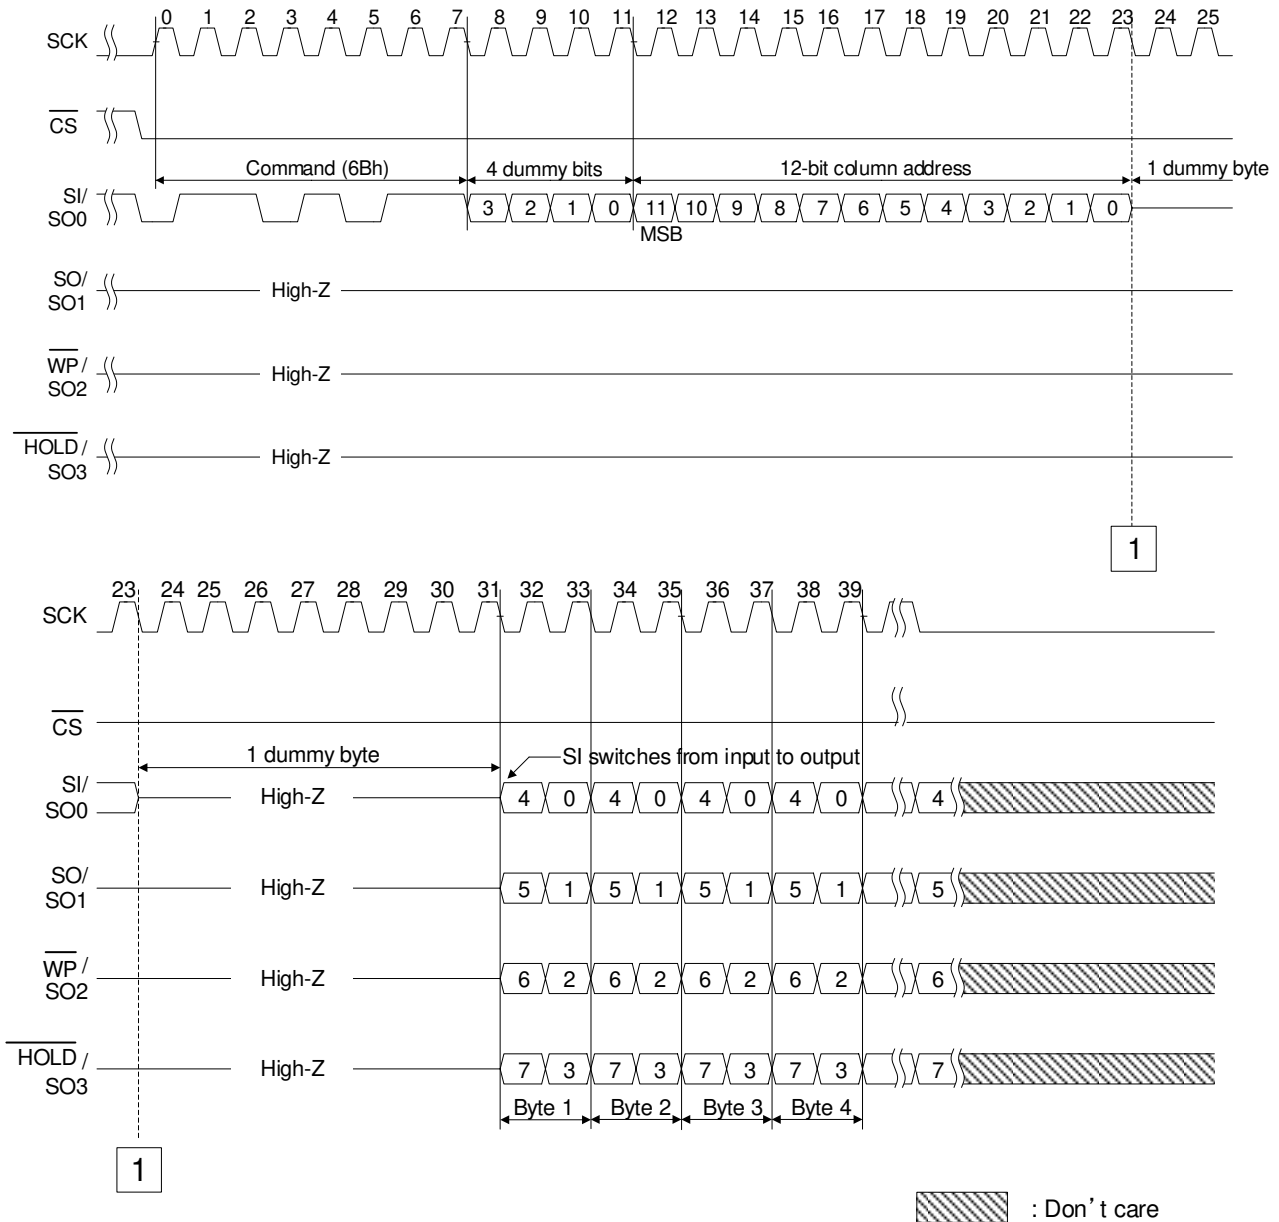 0 1 2 3 4 5 6 7 8 9 10 11 12 13 14 15 16 17 18 19 20 21 22 23 24 25
SCK
CS
Command (6Bh) 4 dummy bits 12-bit column address 1 dummy byte
SI/
SO0
3 2 1 0 11 10 9 8 7 6 5 4 3 2 1 0
MSB
SO/
SO1
High-Z
WP /
SO2
High-Z
HOLD /
SO3
High-Z
1
23 24 25 26 27 28 29 30 31 32 33 34 35 36 37 38 39
SCK
CS
1 dummy byte
SI switches from input to output
SI/
SO0
High-Z 4 0 4 0 4 0 4 0 4
SO/
SO1
High-Z 5 1 5 1 5 1 5 1 5
WP /
SO2
High-Z 6 2 6 2 6 2 6 2 6
HOLD /
SO3
High-Z 7 3 7 3 7 3 7 3 7
Byte 1 Byte 2 Byte 3 Byte 4
1
: Don't care